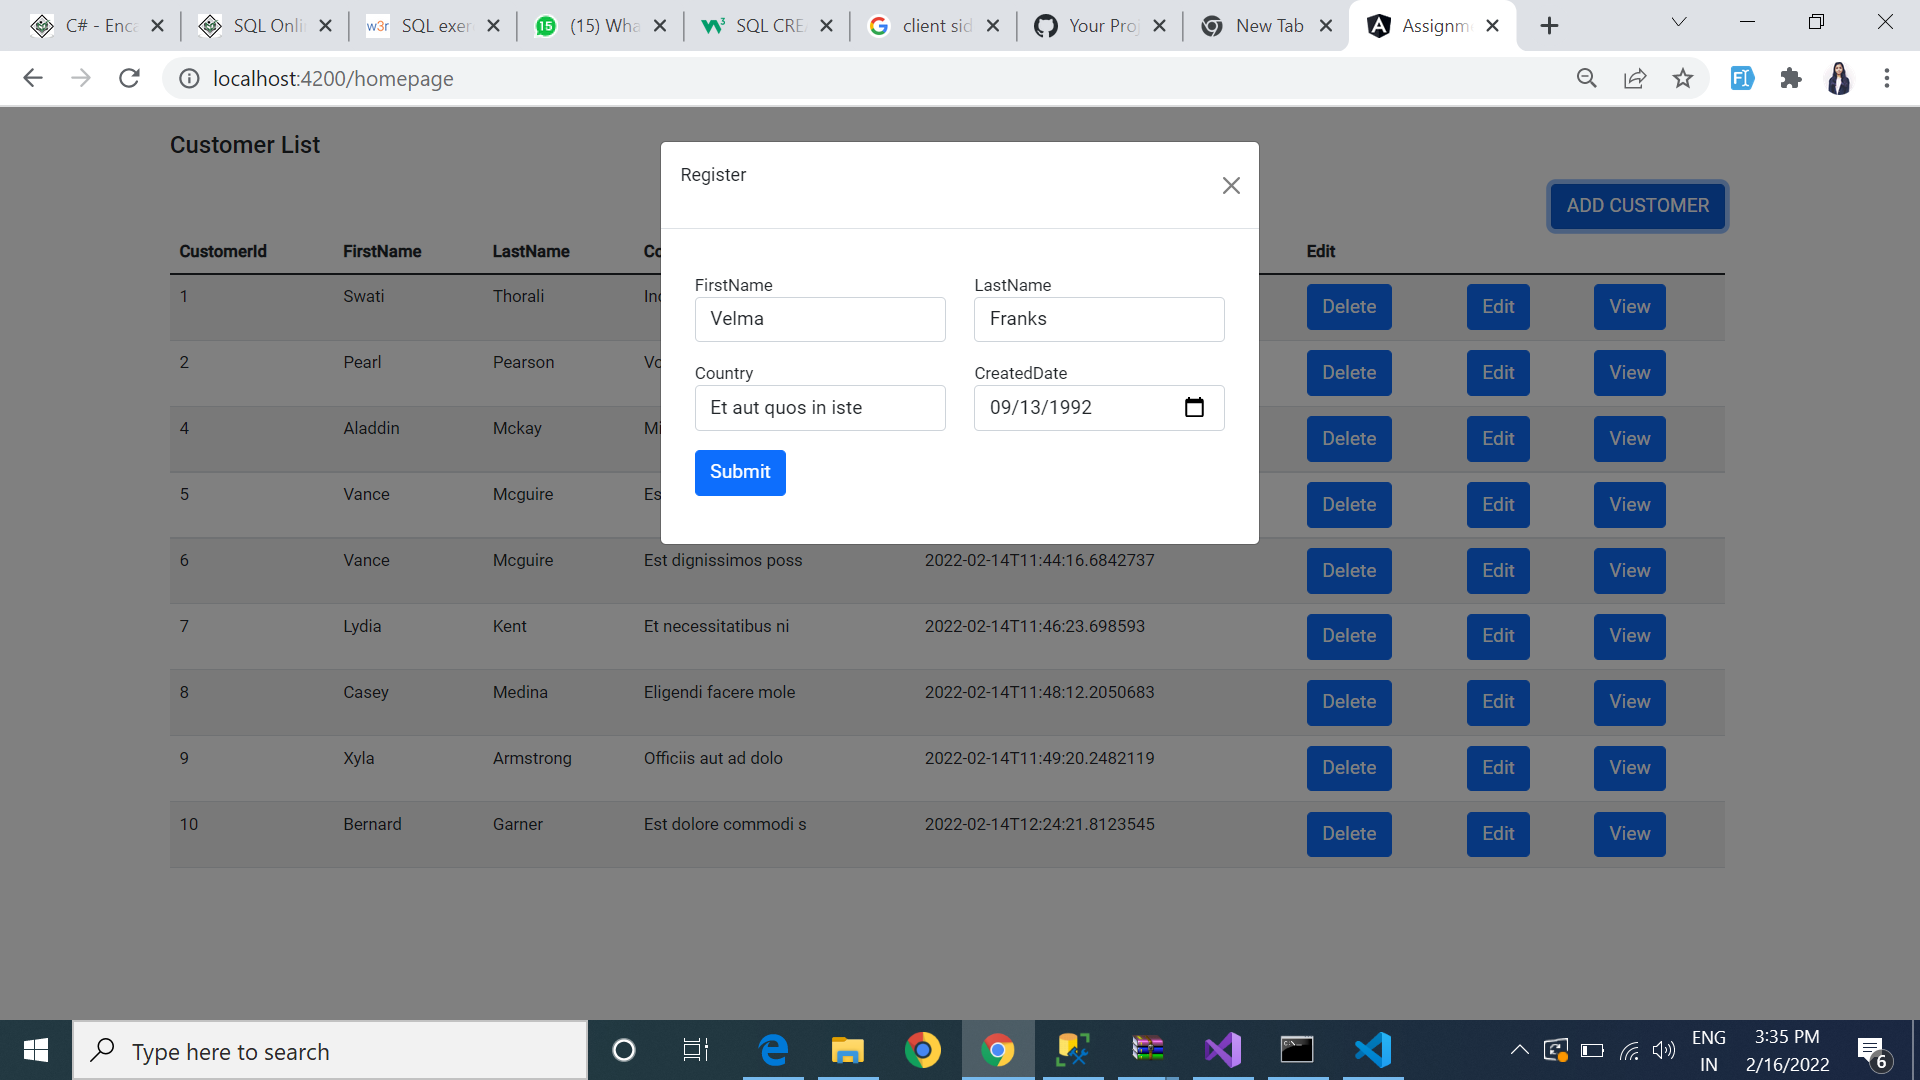 C# - Enca
SQL Onli
w3r SQL exer
15 (15) Wha
SQL CREA
client sid
Your Proj
New Tab
Assignm
localhost:4200/homepage
Customer List
Register
ADD CUSTOMER
CustomerId FirstName LastName Co Edit
FirstName LastName
Velma Franks
Country CreatedDate
Et aut quos in iste 09/13/1992
Submit
1 Swati Thorali Inc Delete Edit View
2 Pearl Pearson Vo Delete Edit View
4 Aladdin Mckay Mi Delete Edit View
5 Vance Mcguire Es Delete Edit View
6 Vance Mcguire Est dignissimos poss 2022-02-14T11:44:16.6842737 Delete Edit View
7 Lydia Kent Et necessitatibus ni 2022-02-14T11:46:23.698593 Delete Edit View
8 Casey Medina Eligendi facere mole 2022-02-14T11:48:12.2050683 Delete Edit View
9 Xyla Armstrong Officiis aut ad dolo 2022-02-14T11:49:20.2482119 Delete Edit View
10 Bernard Garner Est dolore commodi s 2022-02-14T12:24:21.8123545 Delete Edit View
Type here to search
ENG 3:35 PM
IN 2/16/2022 6